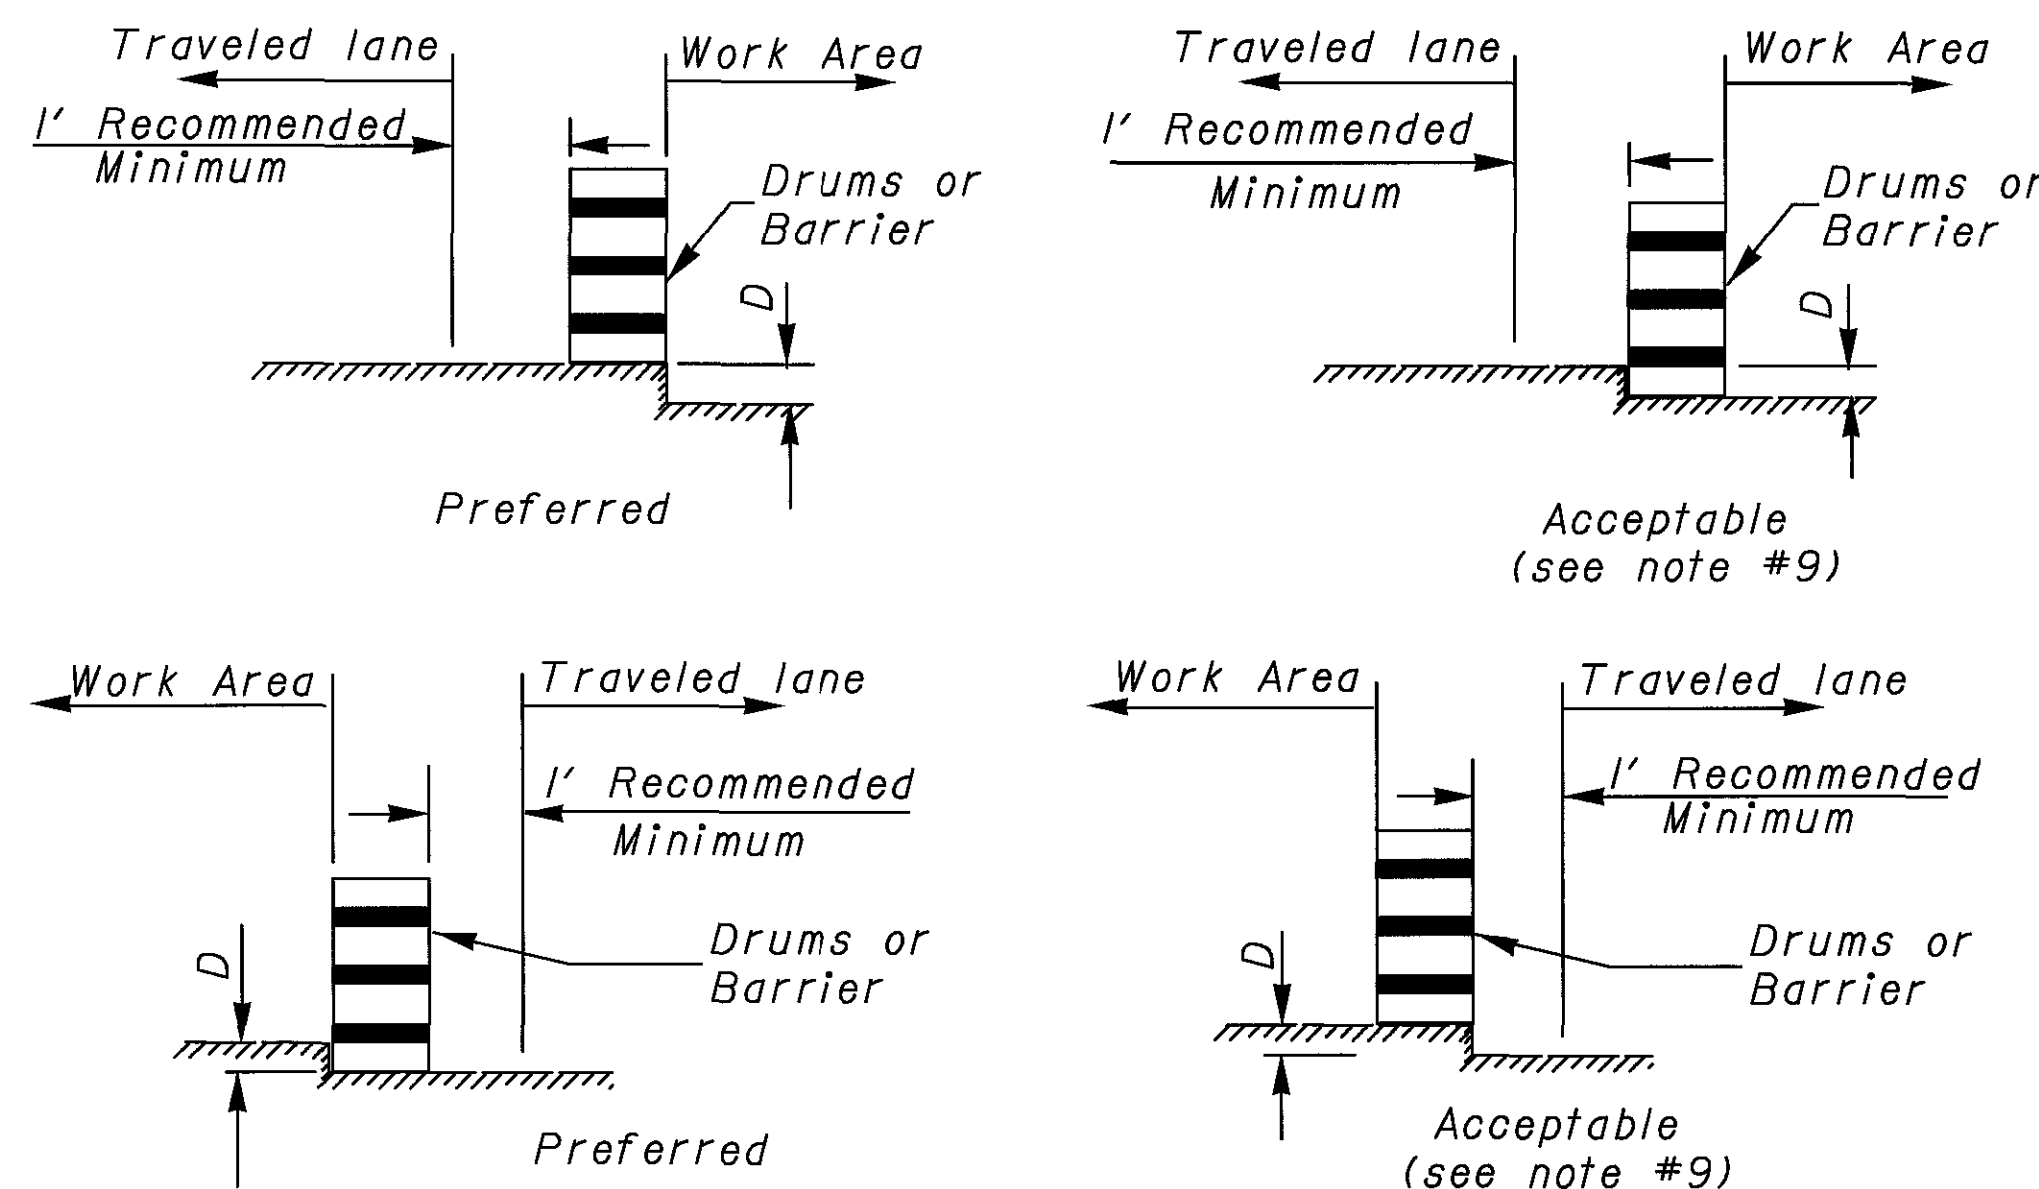 Traveled lane
Work Area
1' Recommended
Minimum
Drums or
Barrier
D
Preferred
Traveled lane
Work Area
1' Recommended
Minimum
Drums or
Barrier
D
Acceptable
(see note #9)
Work Area
Traveled lane
1' Recommended
Minimum
Drums or
Barrier
D
Preferred
Work Area
Traveled lane
1' Recommended
Minimum
Drums or
Barrier
D
Acceptable
(see note #9)